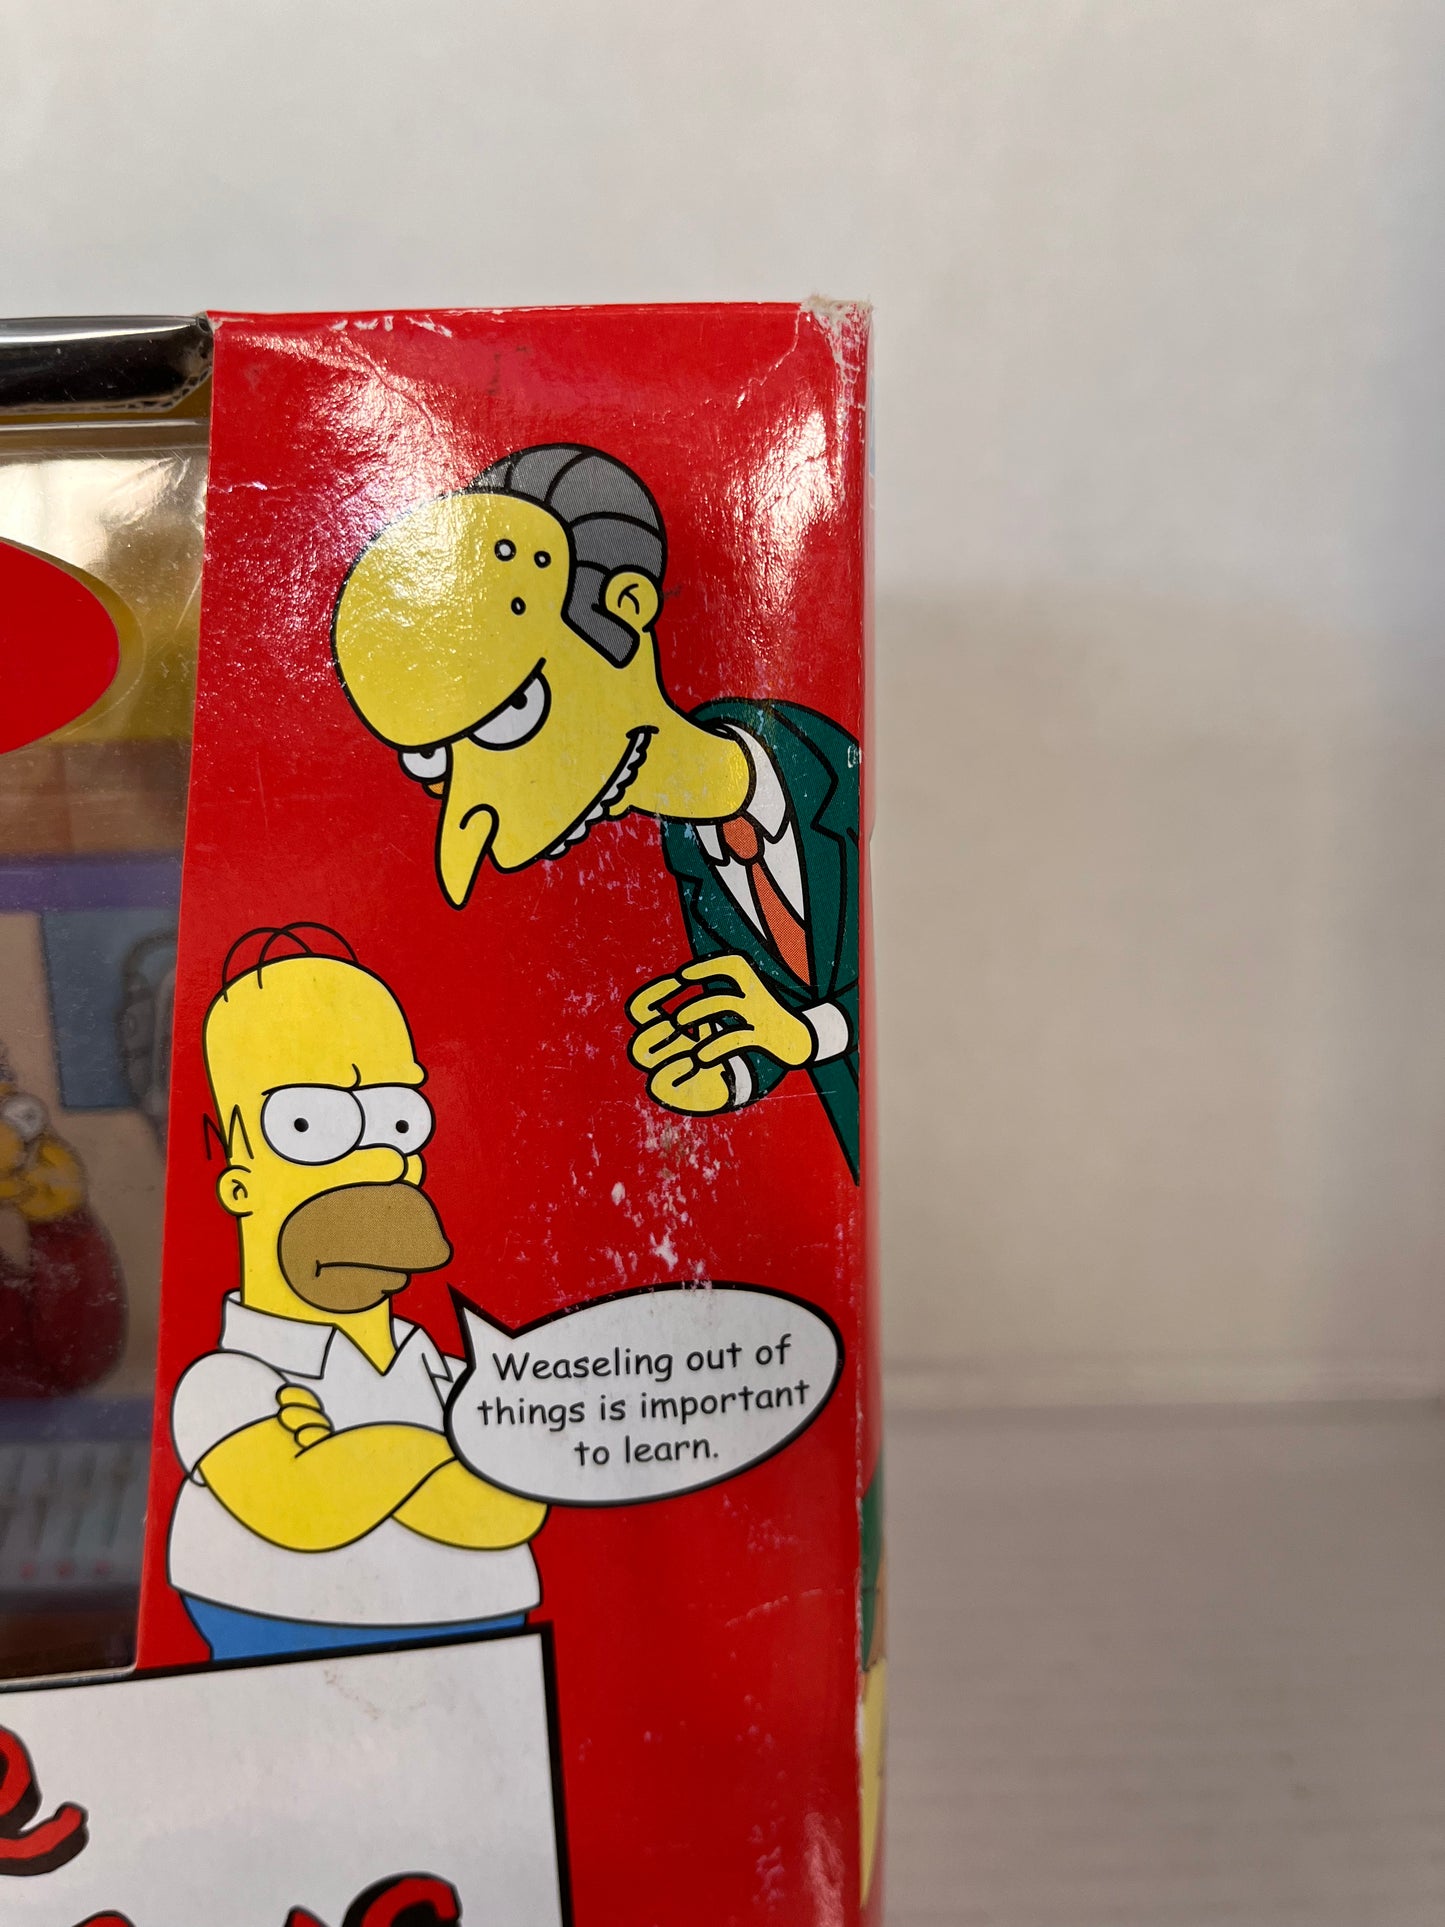 Weaseling out of
things is important
to learn.